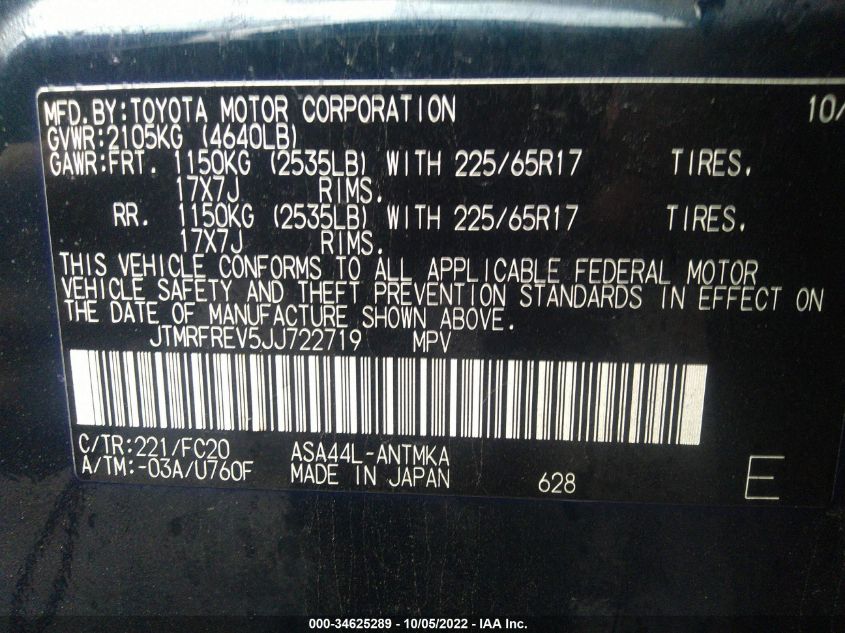 MFD.BY:TOYOTA MOTOR CORPORATION 10/
GVWR:2105KG (4640LB)
GAWR:FRT. 1150KG (2535LB) WITH 225/65R17 TIRES.
17X7J RIMS.
RR. 1150KG (2535LB) WITH 225/65R17 TIRES.
17X7J RIMS.
THIS VEHICLE CONFORMS TO ALL APPLICABLE FEDERAL MOTOR
VEHICLE SAFETY AND THEFT PREVENTION STANDARDS IN EFFECT ON
THE DATE OF MANUFACTURE SHOWN ABOVE.
JTMRFREV5JJ722719 MPV
C/TR:221/FC20 ASA44L-ANTMKA
A/TM:-03A/U760F MADE IN JAPAN 628 E
000-34625289 - 10/05/2022 - IAA Inc.